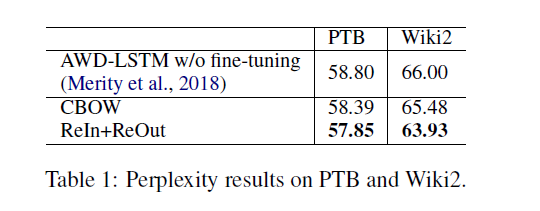 PTB Wiki2
AWD-LSTM w/o fine-tuning
(Merity et al., 2018) 58.80 66.00
CBOW 58.39 65.48
ReIn+ReOut 57.85 63.93
Table 1: Perplexity results on PTB and Wiki2.